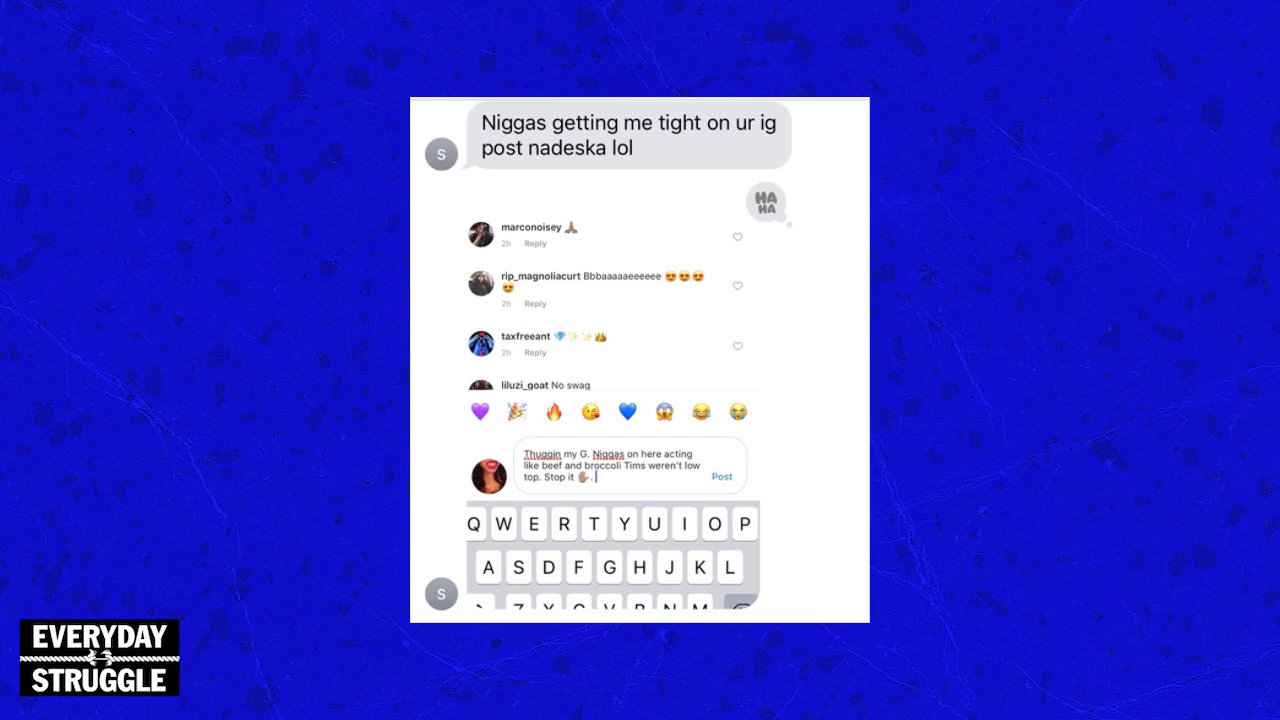 Niggas getting me tight on ur ig
post nadeska lol
S
HA
HA
marconoisey 🙏🏽
2h Reply
rip_magnoliacurt Bbbaaaaaeeeeee 😍😍😍
😍
2h Reply
taxfreeant 💎✨✨👑
2h Reply
liluzi_goat No swag
💜 🎉 🔥 😘 💙 😱 😂 😭
Thuggin my G. Niggas on here acting
like beef and broccoli Tims weren't low
top. Stop it ✋🏽.
Post
Q W E R T Y U I O P
A S D F G H J K L
S
Z X C V B N M
EVERYDAY
STRUGGLE